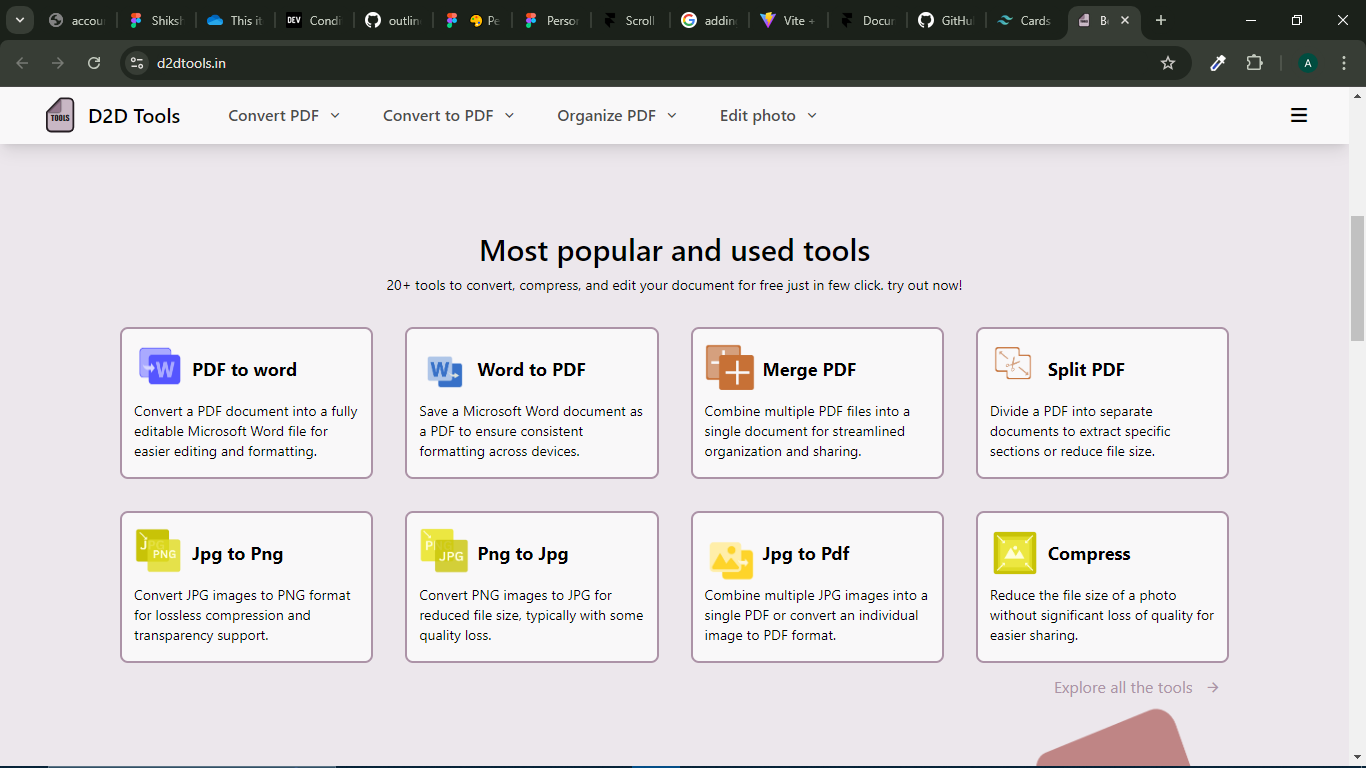 accou
Shiksh
This it
DEV Condi
outline
Pe
Perso
Scroll
G addin
Vite +
Docun
GitHu
Cards
Be
d2dtools.in
A
TOOLS D2D Tools Convert PDF Convert to PDF Organize PDF Edit photo
Most popular and used tools
20+ tools to convert, compress, and edit your document for free just in few click. try out now!
W PDF to word
Convert a PDF document into a fully
editable Microsoft Word file for
easier editing and formatting.
W Word to PDF
Save a Microsoft Word document as
a PDF to ensure consistent
formatting across devices.
Merge PDF
Combine multiple PDF files into a
single document for streamlined
organization and sharing.
Split PDF
Divide a PDF into separate
documents to extract specific
sections or reduce file size.
PNG Jpg to Png
Convert JPG images to PNG format
for lossless compression and
transparency support.
JPG Png to Jpg
Convert PNG images to JPG for
reduced file size, typically with some
quality loss.
Jpg to Pdf
Combine multiple JPG images into a
single PDF or convert an individual
image to PDF format.
Compress
Reduce the file size of a photo
without significant loss of quality for
easier sharing.
Explore all the tools